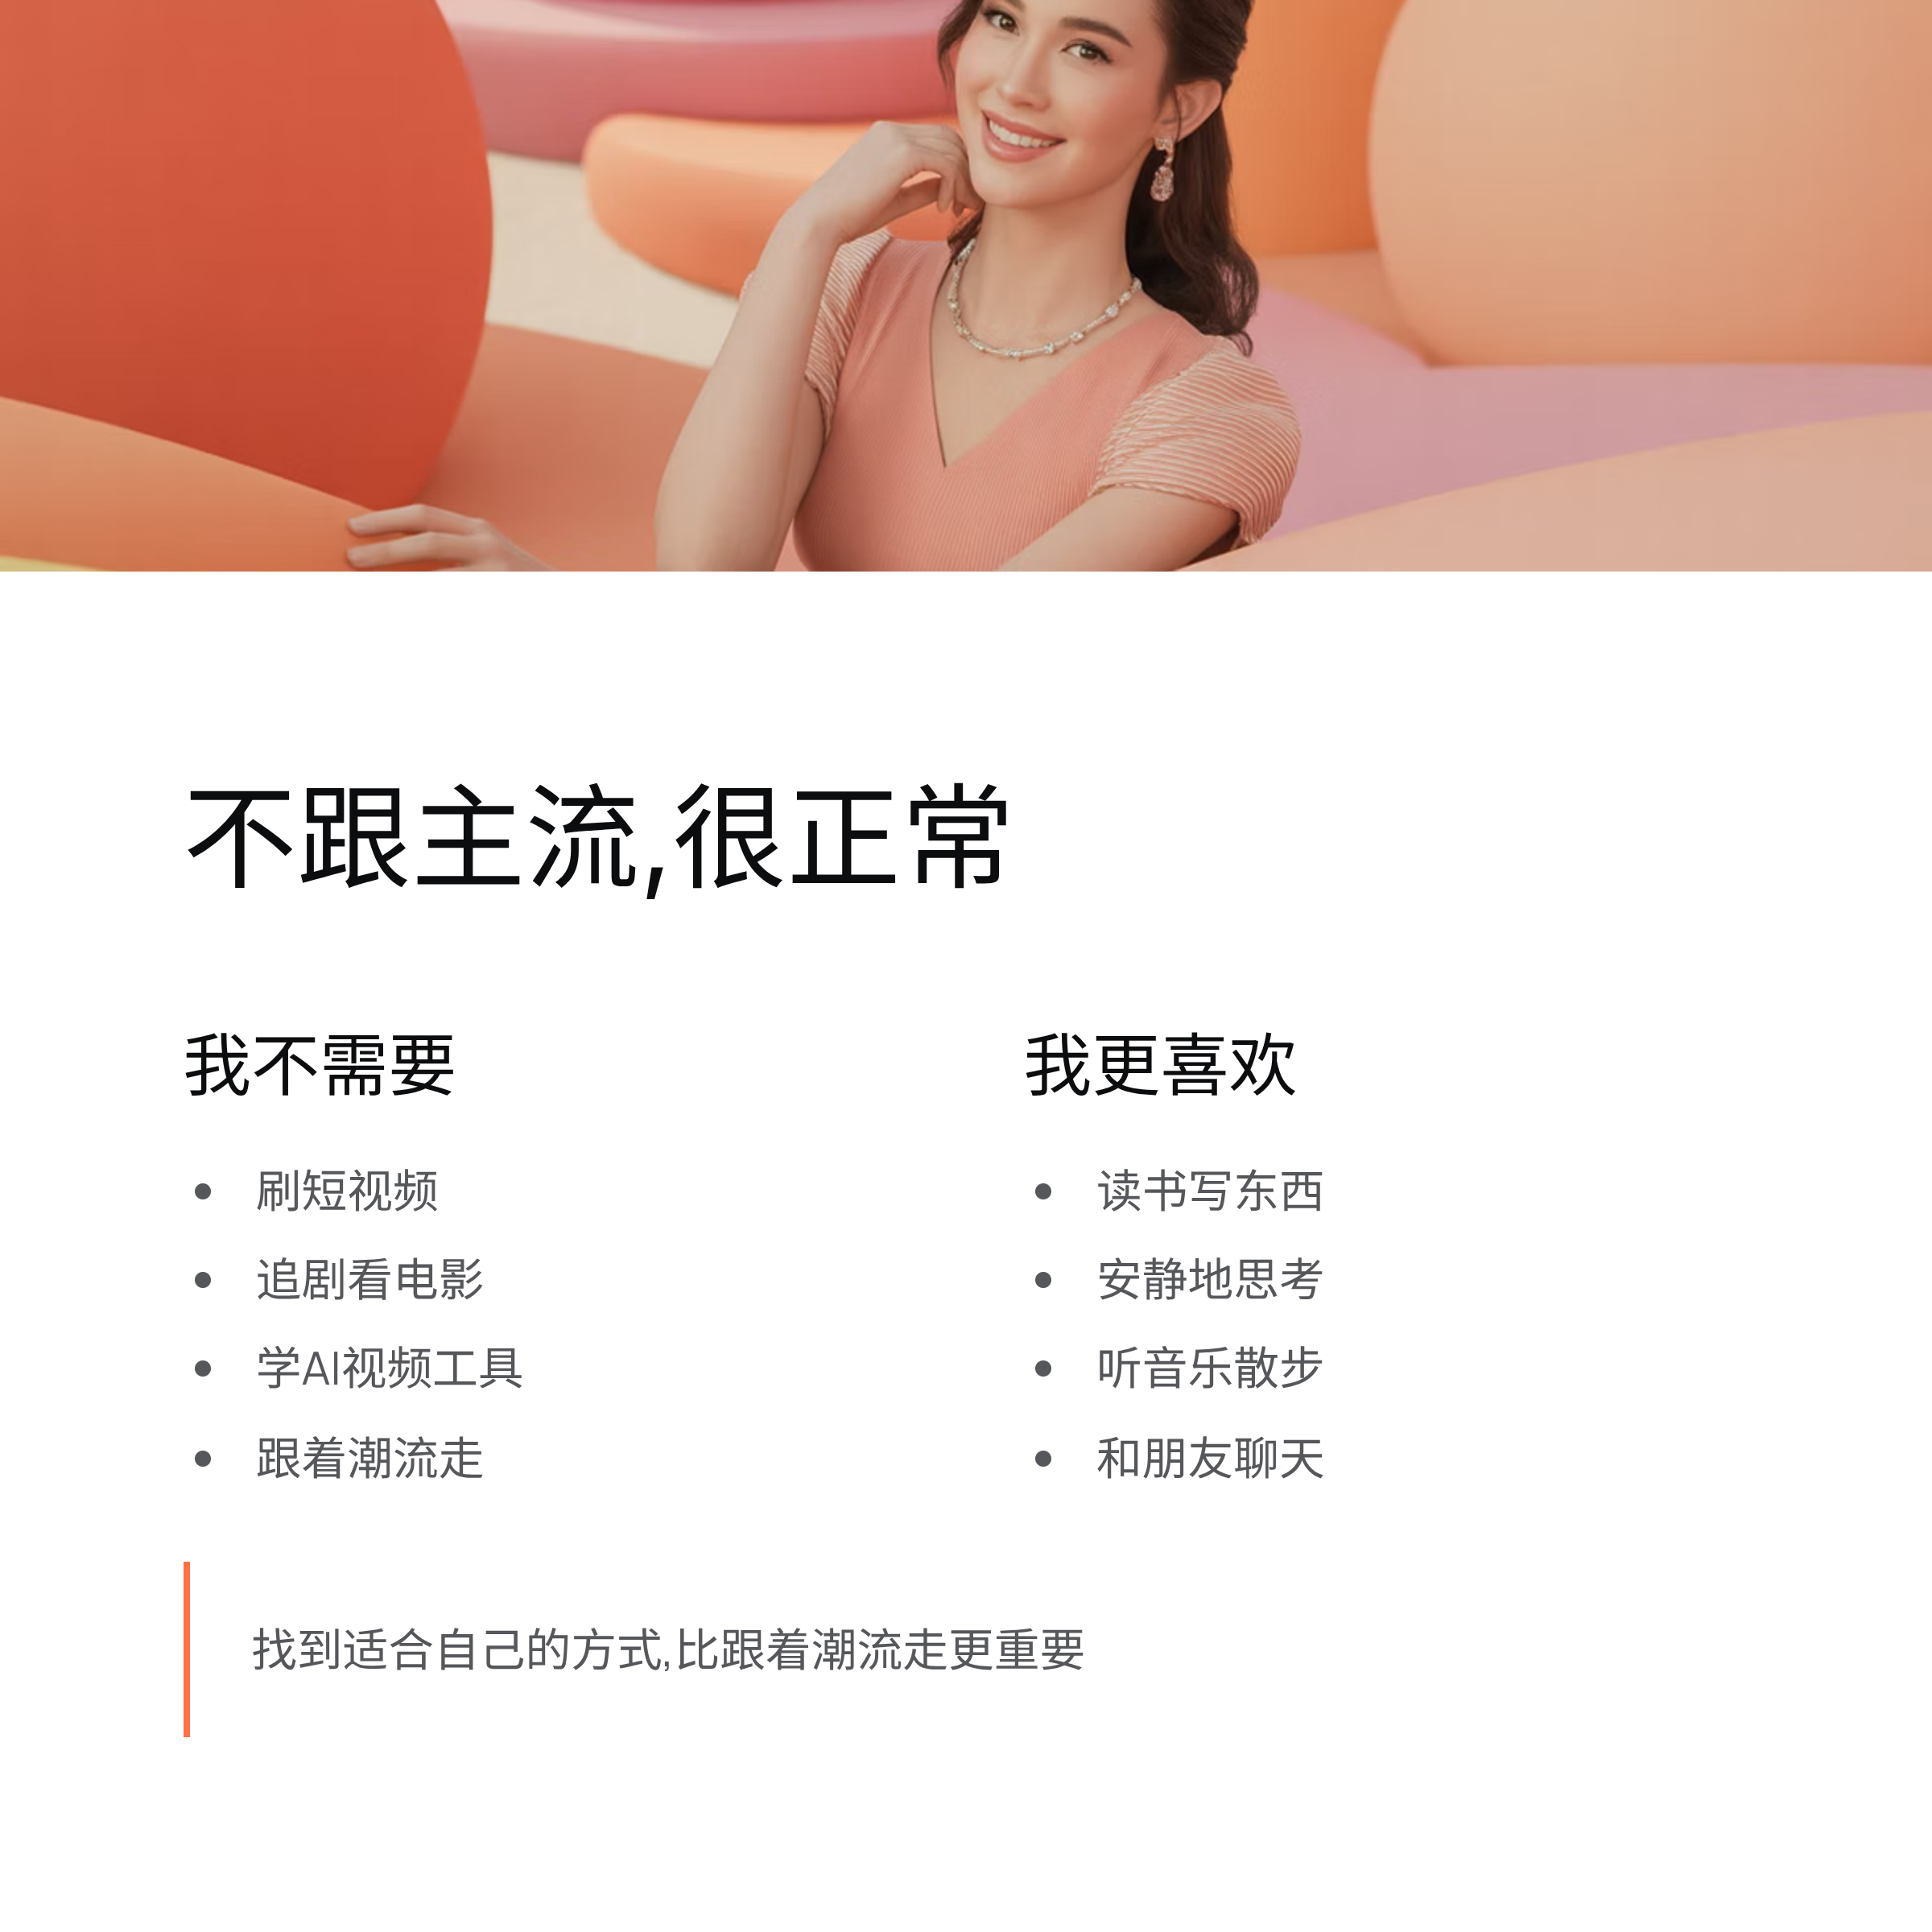 不跟主流,很正常
我不需要
刷短视频
追剧看电影
学AI视频工具
跟着潮流走
我更喜欢
读书写东西
安静地思考
听音乐散步
和朋友聊天
找到适合自己的方式,比跟着潮流走更重要